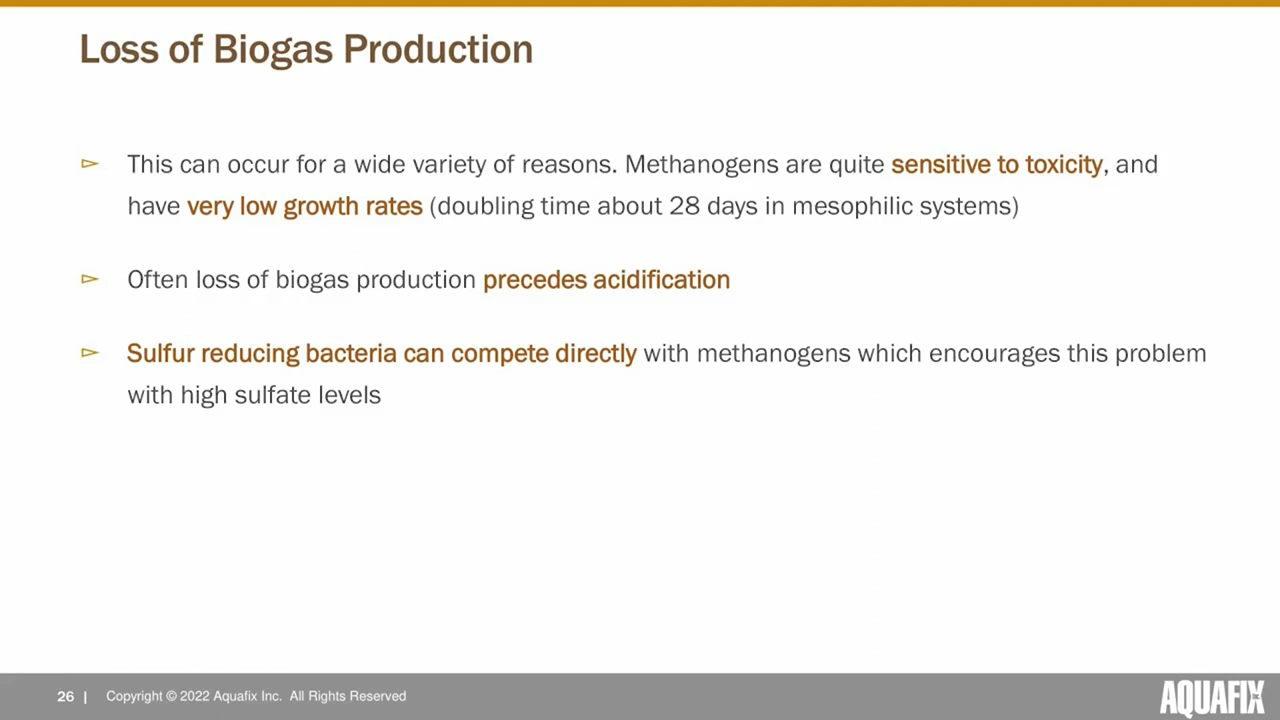 Loss of Biogas Production
This can occur for a wide variety of reasons. Methanogens are quite sensitive to toxicity, and
have very low growth rates (doubling time about 28 days in mesophilic systems)
Often loss of biogas production precedes acidification
Sulfur reducing bacteria can compete directly with methanogens which encourages this problem
with high sulfate levels
26 | Copyright © 2022 Aquafix Inc. All Rights Reserved
AQUAFIX INC.